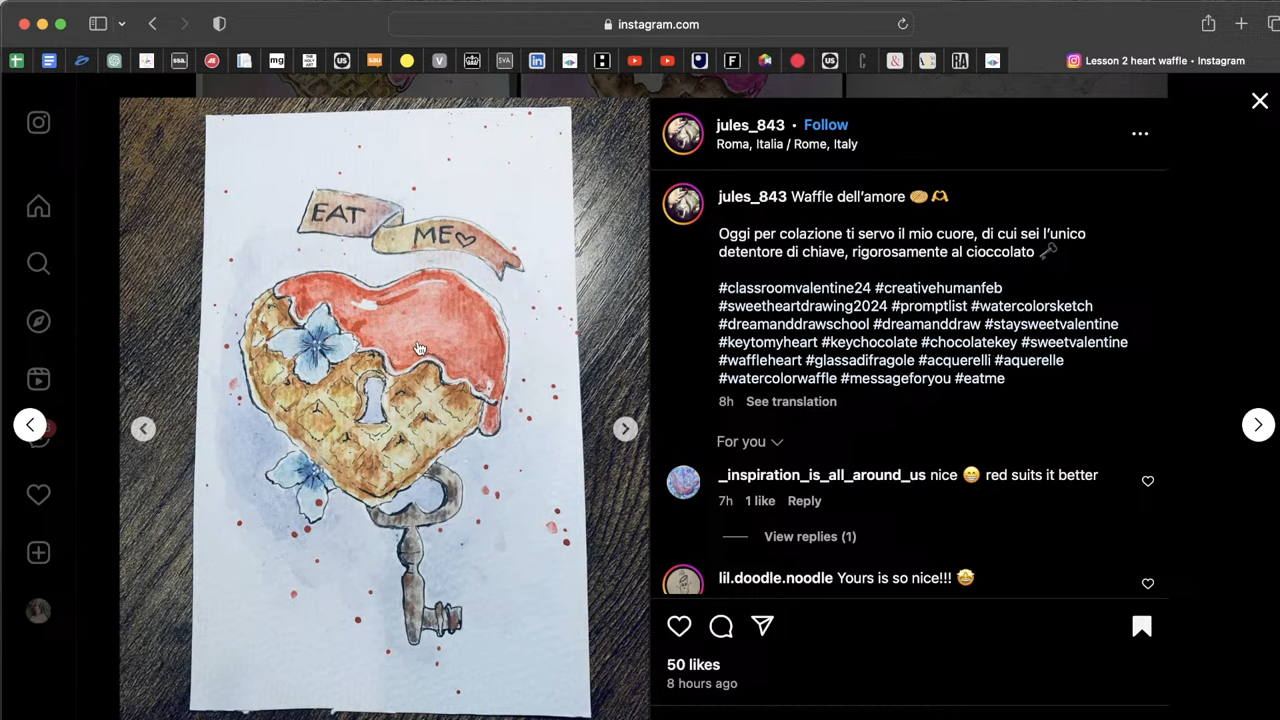 instagram.com
Lesson 2 heart waffle • Instagram
EAT
ME
jules_843 • Follow
Roma, Italia / Rome, Italy
jules_843 Waffle dell'amore
Oggi per colazione ti servo il mio cuore, di cui sei l'unico
detentore di chiave, rigorosamente al cioccolato
#classroomvalentine24 #creativehumanfeb
#sweetheartdrawing2024 #promptlist #watercolorsketch
#dreamanddrawschool #dreamanddraw #staysweetvalentine
#keytomyheart #keychocolate #chocolatekey #sweetvalentine
#waffleheart #glassadifragole #acquerelli #aquerelle
#watercolorwaffle #messageforyou #eatme
8h See translation
For you
_inspiration_is_all_around_us nice 😁 red suits it better
7h 1 like Reply
View replies (1)
lil.doodle.noodle Yours is so nice!!! 🤩
50 likes
8 hours ago